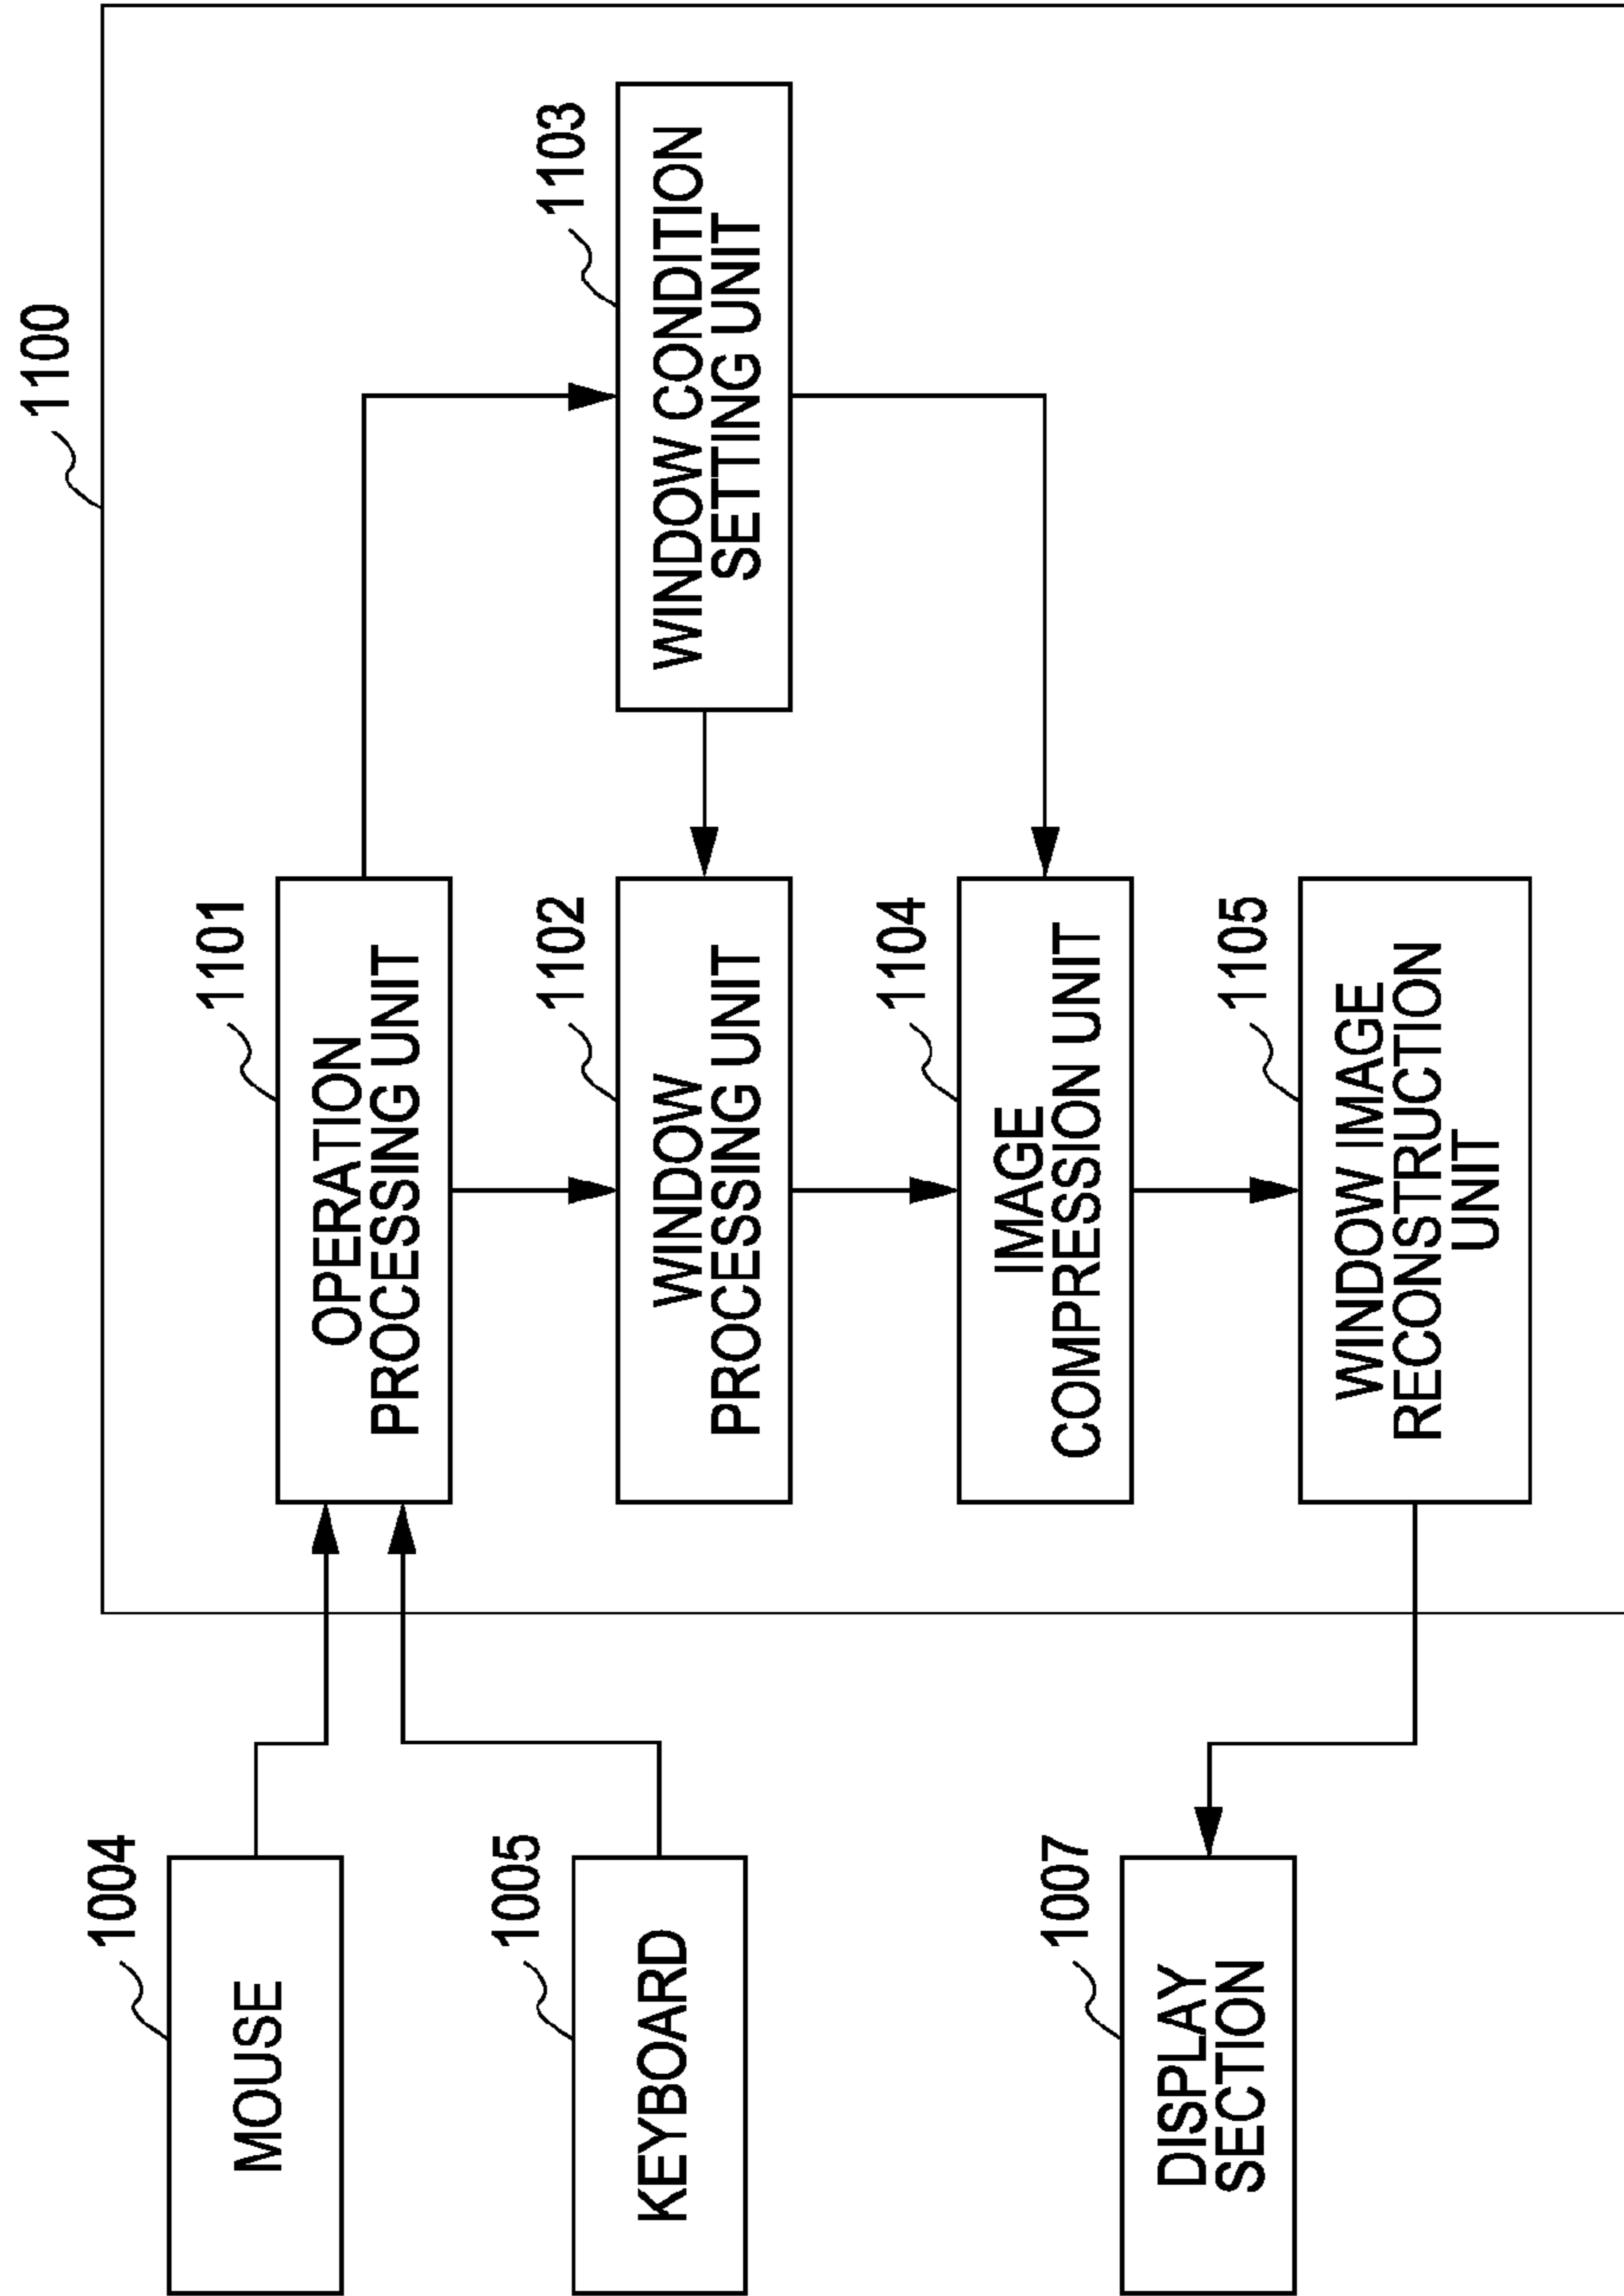 1100
1004
MOUSE
1101
OPERATION
PROCESSING UNIT
1005
KEYBOARD
1102
WINDOW
PROCESSING UNIT
1103
WINDOW CONDITION
SETTING UNIT
1104
IMAGE
COMPRESSION UNIT
1007
DISPLAY
SECTION
1105
WINDOW IMAGE
RECONSTRUCTION
UNIT